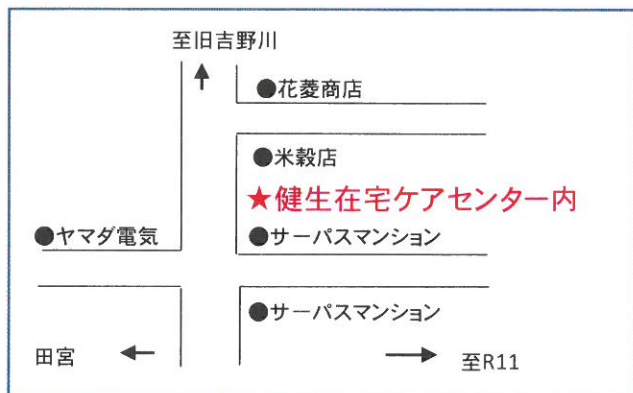 至旧吉野川
●花菱商店
●米穀店
★健生在宅ケアセンター内
●ヤマダ電気
●サーパスマンション
●サーパスマンション
田宮
至R11